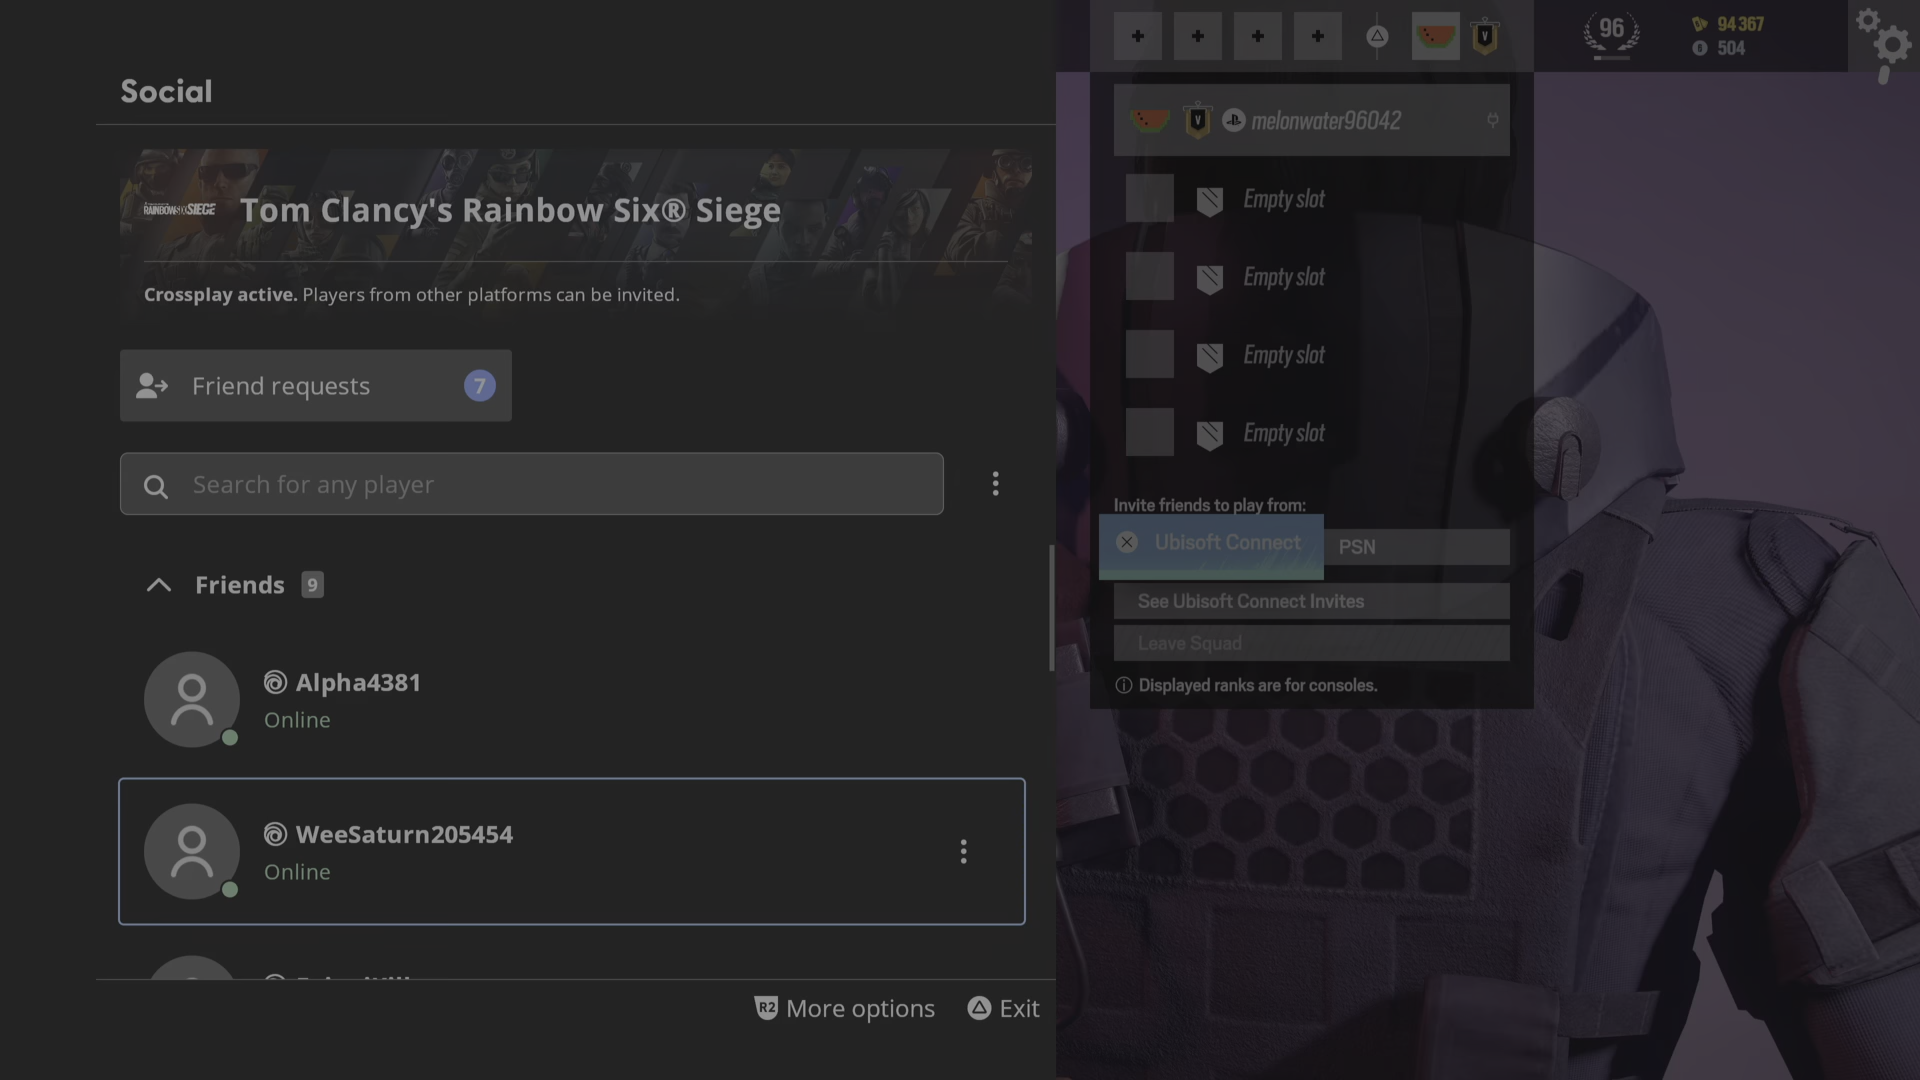 Social
RAINBOWSIX SIEGE
Tom Clancy's Rainbow Six® Siege
Crossplay active. Players from other platforms can be invited.
Friend requests 7
Search for any player
Friends 9
Alpha4381
Online
WeeSaturn205454
Online
R2 More options Exit
V
96
94 367
504
V melonwater96042
Empty slot
Empty slot
Empty slot
Empty slot
Invite friends to play from:
Ubisoft Connect PSN
See Ubisoft Connect Invites
Leave Squad
Displayed ranks are for consoles.